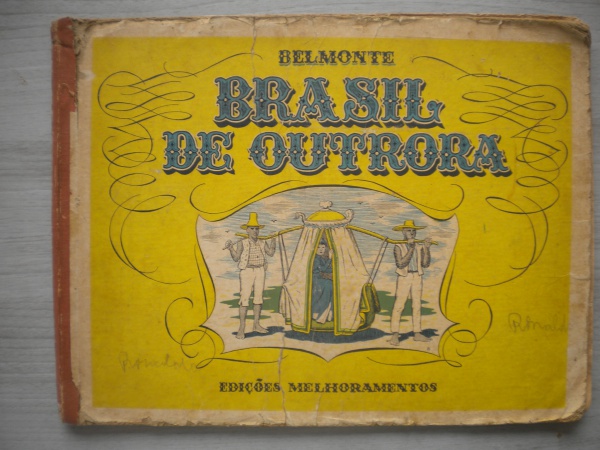 BELMONTE
BRASIL
DE OUTRORA
EDIÇÕES MELHORAMENTOS